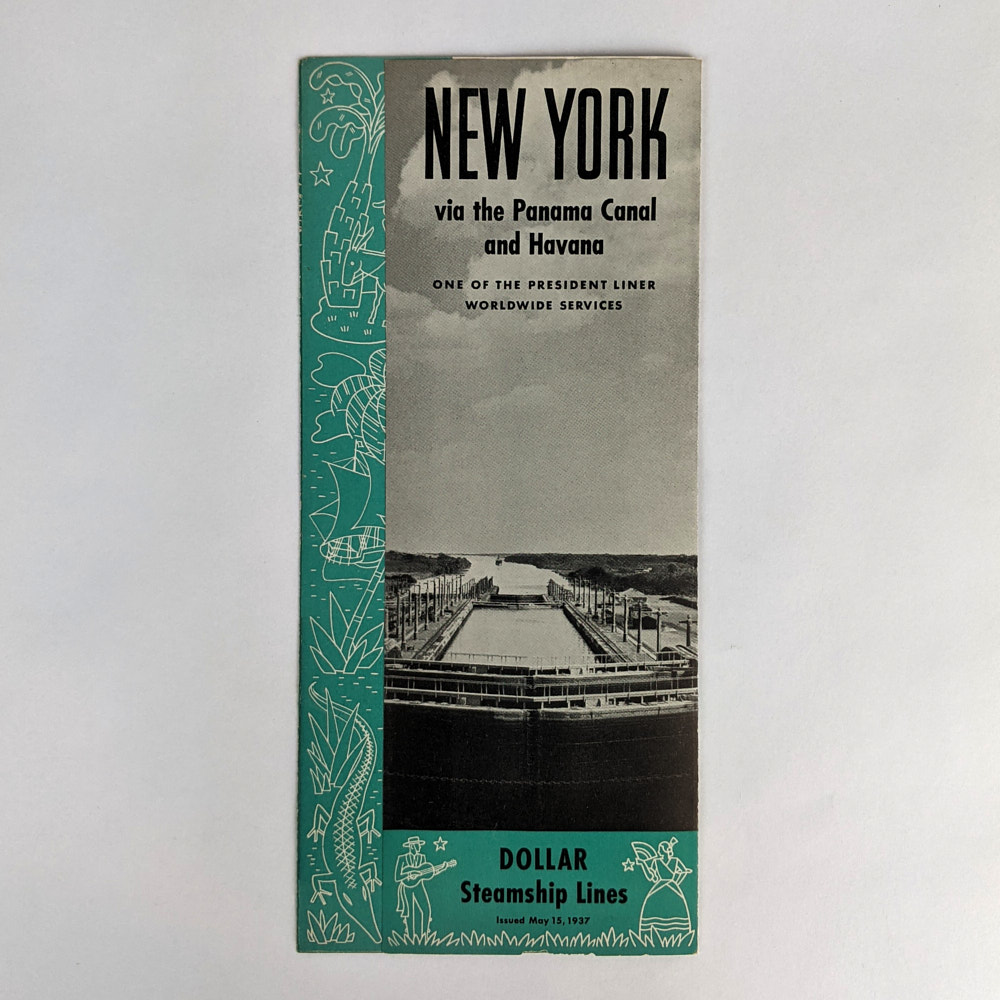 NEW YORK
via the Panama Canal
and Havana
ONE OF THE PRESIDENT LINER
WORLDWIDE SERVICES
DOLLAR
Steamship Lines
Issued May 15, 1937